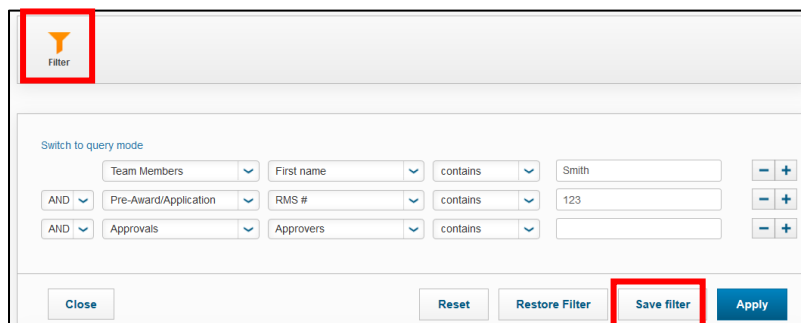 Filter
Switch to query mode
Team Members First name contains Smith
AND Pre-Award/Application RMS # contains 123
AND Approvals Approvers contains
Close Reset Restore Filter Save filter Apply